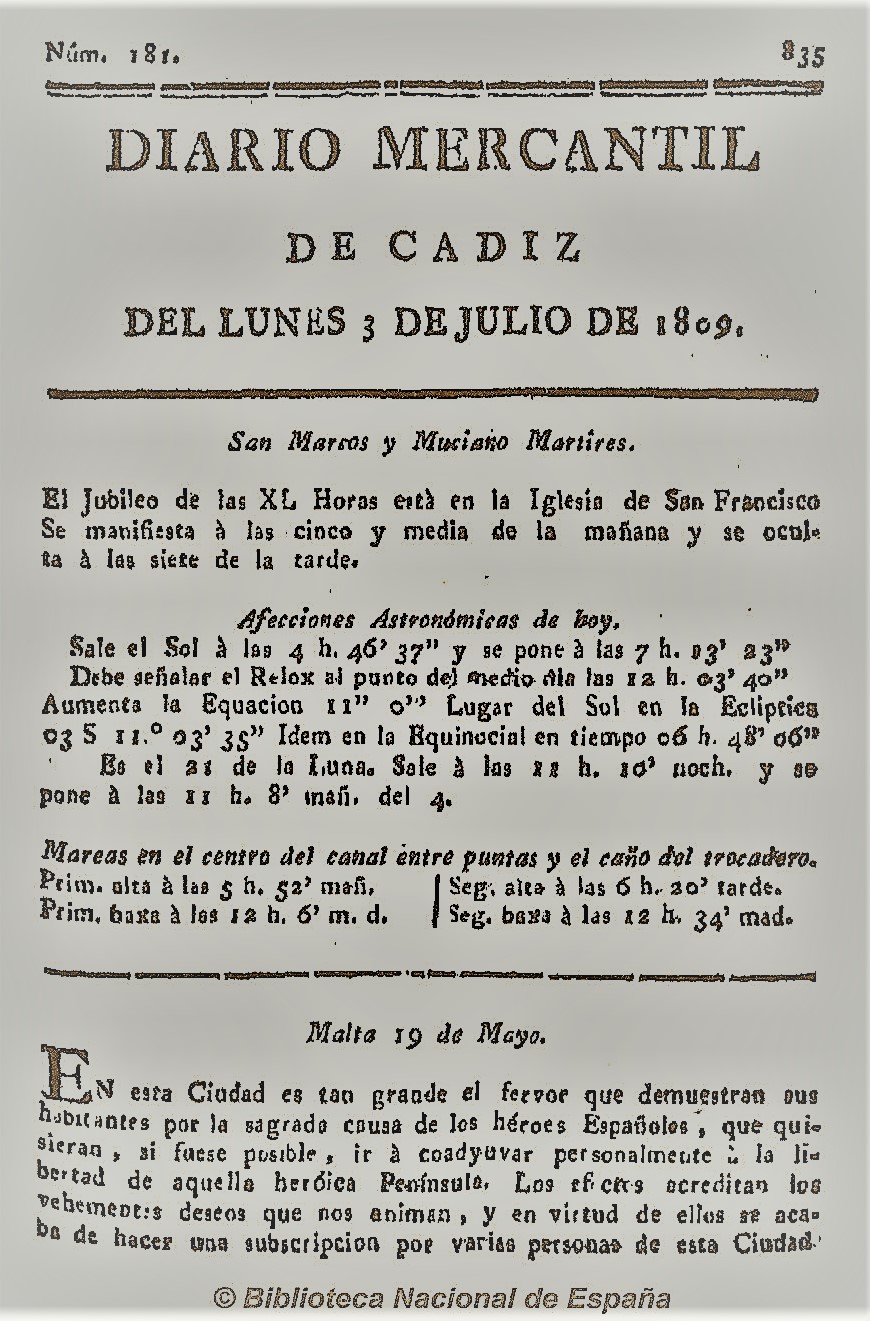 Núm. 181. 835
DIARIO MERCANTIL
DE CADIZ
DEL LUNES 3 DE JULIO DE 1809.
San Marcos y Muciano Martires.
El Jubileo de las XL Horas està en la Iglesia de San Francisco
Se manifiesta à las cinco y media de la mañana y se ocul-
ta à las siete de la tarde.
Afecciones Astronómicas de hoy.
Sale el Sol à las 4 h. 46' 37'' y se pone à las 7 h. 13' 23''
Debe señalar el Relox al punto del medio dia las 12 h. 03' 40''
Aumenta la Equacion 11'' 0''' Lugar del Sol en la Ecliptica
03 S 11.º 03' 35'' Idem en la Equinocial en tiempo 06 h. 48' 06''
Es el 21 de la Luna. Sale à las 11 h. 10' noch. y se
pone à las 11 h. 8' mañ. del 4.
Mareas en el centro del canal entre puntas y el caño del trocadero.
Prim. alta à las 5 h. 52' mañ. Seg. alta à las 6 h. 20' tarde.
Prim. baxa à las 12 h. 6' m. d. Seg. baxa à las 12 h. 34' mad.
Malta 19 de Mayo.
EN esta Ciudad es tan grande el fervor que demuestran sus
habitantes por la sagrada causa de los héroes Españoles, que qui-
sieran, si fuese posible, ir à coadyuvar personalmente à la li-
bertad de aquella heróica Península. Los efectos acreditan los
vehementes deseos que nos animan, y en virtud de ellos se aca-
ba de hacer una subscripcion por varias personas de esta Ciudad.
© Biblioteca Nacional de España